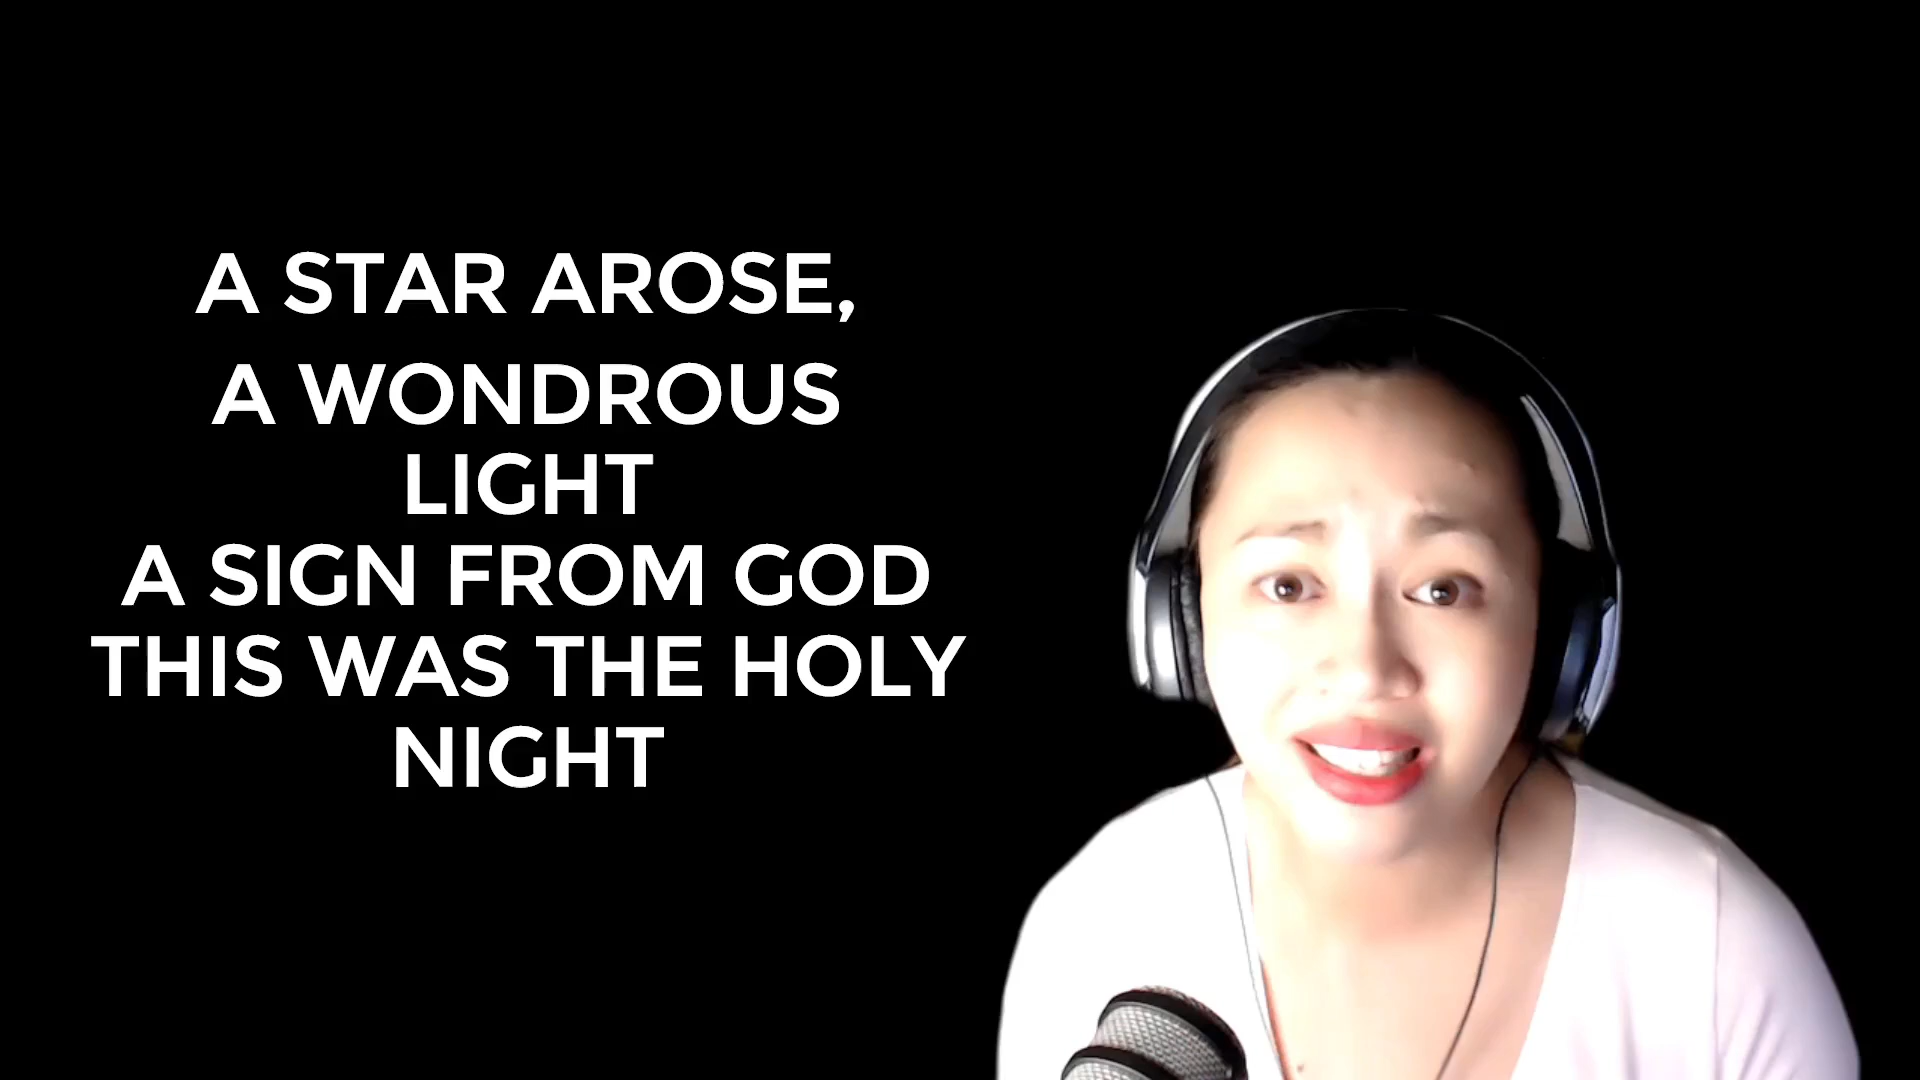 A STAR AROSE,
A WONDROUS
LIGHT
A SIGN FROM GOD
THIS WAS THE HOLY
NIGHT